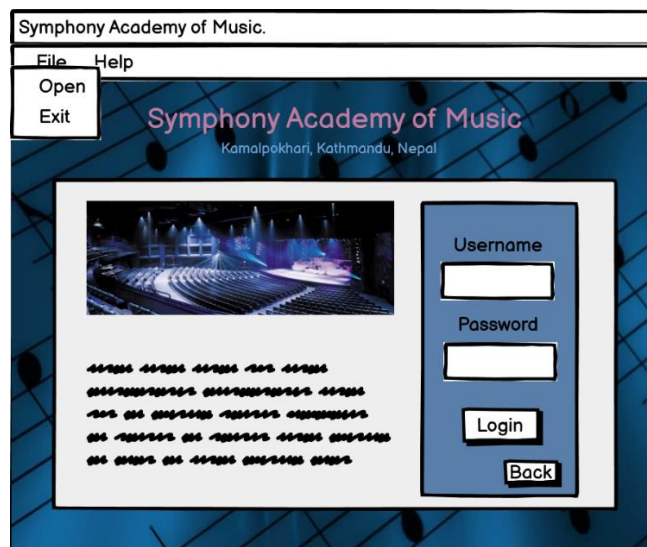 Symphony Academy of Music.
File Help
Open
Exit
Symphony Academy of Music
Kamalpokhari, Kathmandu, Nepal
Username
Password
Login
Back